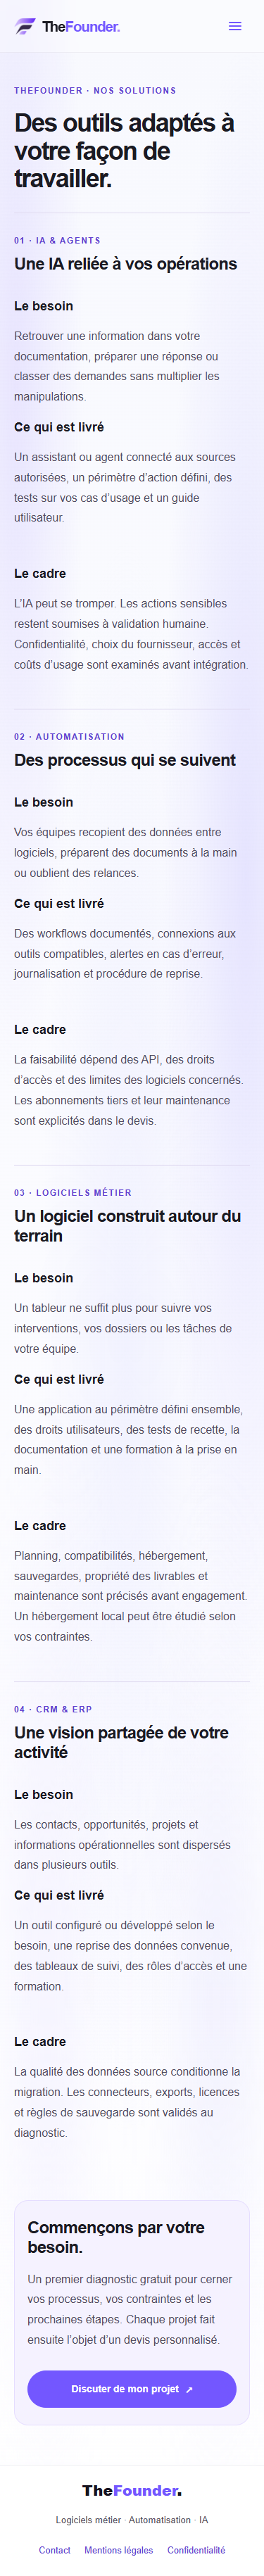 TheFounder.
THEFOUNDER · NOS SOLUTIONS
Des outils adaptés à
votre façon de
travailler.
01 · IA & AGENTS
Une IA reliée à vos opérations
Le besoin
Retrouver une information dans votre
documentation, préparer une réponse ou
classer des demandes sans multiplier les
manipulations.
Ce qui est livré
Un assistant ou agent connecté aux sources
autorisées, un périmètre d’action défini, des
tests sur vos cas d’usage et un guide
utilisateur.
Le cadre
L’IA peut se tromper. Les actions sensibles
restent soumises à validation humaine.
Confidentialité, choix du fournisseur, accès et
coûts d’usage sont examinés avant intégration.
02 · AUTOMATISATION
Des processus qui se suivent
Le besoin
Vos équipes recopient des données entre
logiciels, préparent des documents à la main
ou oublient des relances.
Ce qui est livré
Des workflows documentés, connexions aux
outils compatibles, alertes en cas d’erreur,
journalisation et procédure de reprise.
Le cadre
La faisabilité dépend des API, des droits
d’accès et des limites des logiciels concernés.
Les abonnements tiers et leur maintenance
sont explicités dans le devis.
03 · LOGICIELS MÉTIER
Un logiciel construit autour du
terrain
Le besoin
Un tableur ne suffit plus pour suivre vos
interventions, vos dossiers ou les tâches de
votre équipe.
Ce qui est livré
Une application au périmètre défini ensemble,
des droits utilisateurs, des tests de recette, la
documentation et une formation à la prise en
main.
Le cadre
Planning, compatibilités, hébergement,
sauvegardes, propriété des livrables et
maintenance sont précisés avant engagement.
Un hébergement local peut être étudié selon
vos contraintes.
04 · CRM & ERP
Une vision partagée de votre
activité
Le besoin
Les contacts, opportunités, projets et
informations opérationnelles sont dispersés
dans plusieurs outils.
Ce qui est livré
Un outil configuré ou développé selon le
besoin, une reprise des données convenue,
des tableaux de suivi, des rôles d’accès et une
formation.
Le cadre
La qualité des données source conditionne la
migration. Les connecteurs, exports, licences
et règles de sauvegarde sont validés au
diagnostic.
Commençons par votre
besoin.
Un premier diagnostic gratuit pour cerner
vos processus, vos contraintes et les
prochaines étapes. Chaque projet fait
ensuite l’objet d’un devis personnalisé.
Discuter de mon projet ↗
TheFounder.
Logiciels métier · Automatisation · IA
Contact Mentions légales Confidentialité